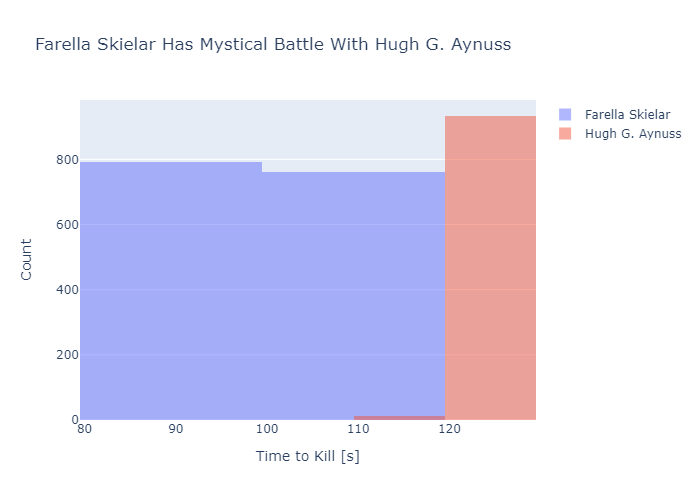 Farella Skielar Has Mystical Battle With Hugh G. Aynuss
Farella Skielar
Hugh G. Aynuss
800
600
400
200
0
Count
80
90
100
110
120
Time to Kill [s]